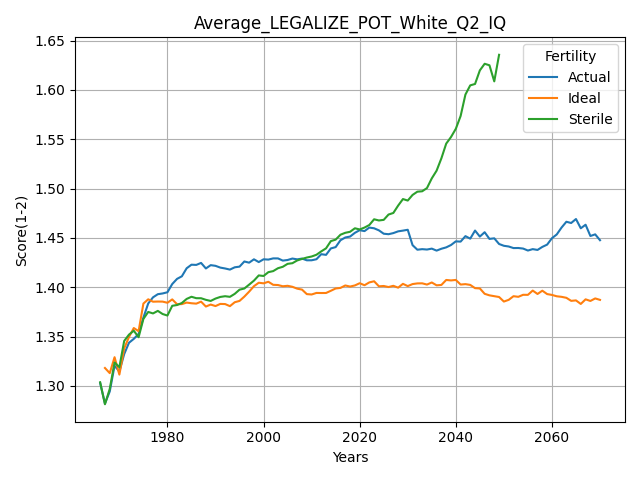 Average_LEGALIZE_POT_White_Q2_IQ
Score(1-2)
1.65
1.60
1.55
1.50
1.45
1.40
1.35
1.30
Fertility
Actual
Ideal
Sterile
1980
2000
2020
2040
2060
Years